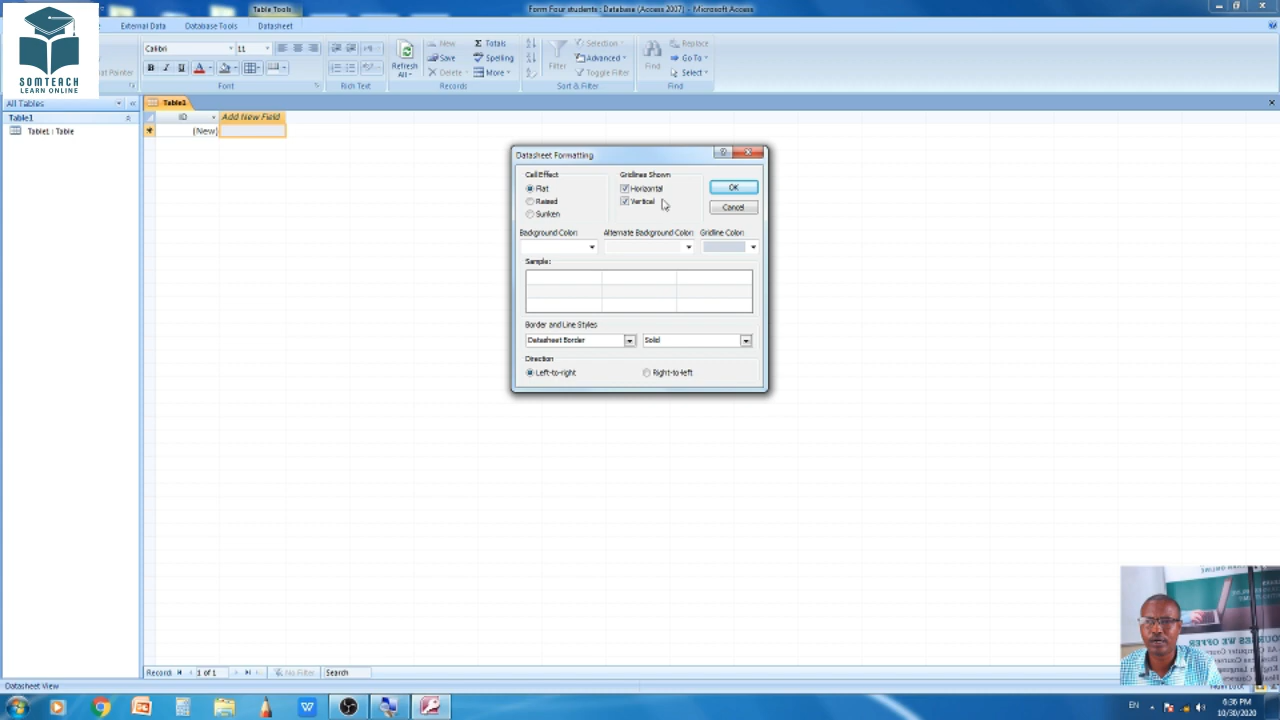 Table Tools
Form Four students : Database (Access 2007) - Microsoft Access
External Data
Database Tools
Datasheet
SOMTEACH
LEARN ONLINE
Calibri
11
Painter
Font
Rich Text
Refresh
All
New
Save
Delete
Totals
Spelling
More
Records
Filter
Selection
Advanced
Toggle Filter
Sort & Filter
Find
Replace
Go To
Select
Find
All Tables
Table1
Table1 : Table
Table1
ID
Add New Field
(New)
Datasheet Formatting
Cell Effect
Flat
Raised
Sunken
Gridlines Shown
Horizontal
Vertical
OK
Cancel
Background Color:
Alternate Background Color:
Gridline Color:
Sample:
Border and Line Styles
Datasheet Border
Solid
Direction
Left-to-right
Right-to-left
Record:
1 of 1
No Filter
Search
Datasheet View
EN
6:36 PM
10/30/2020